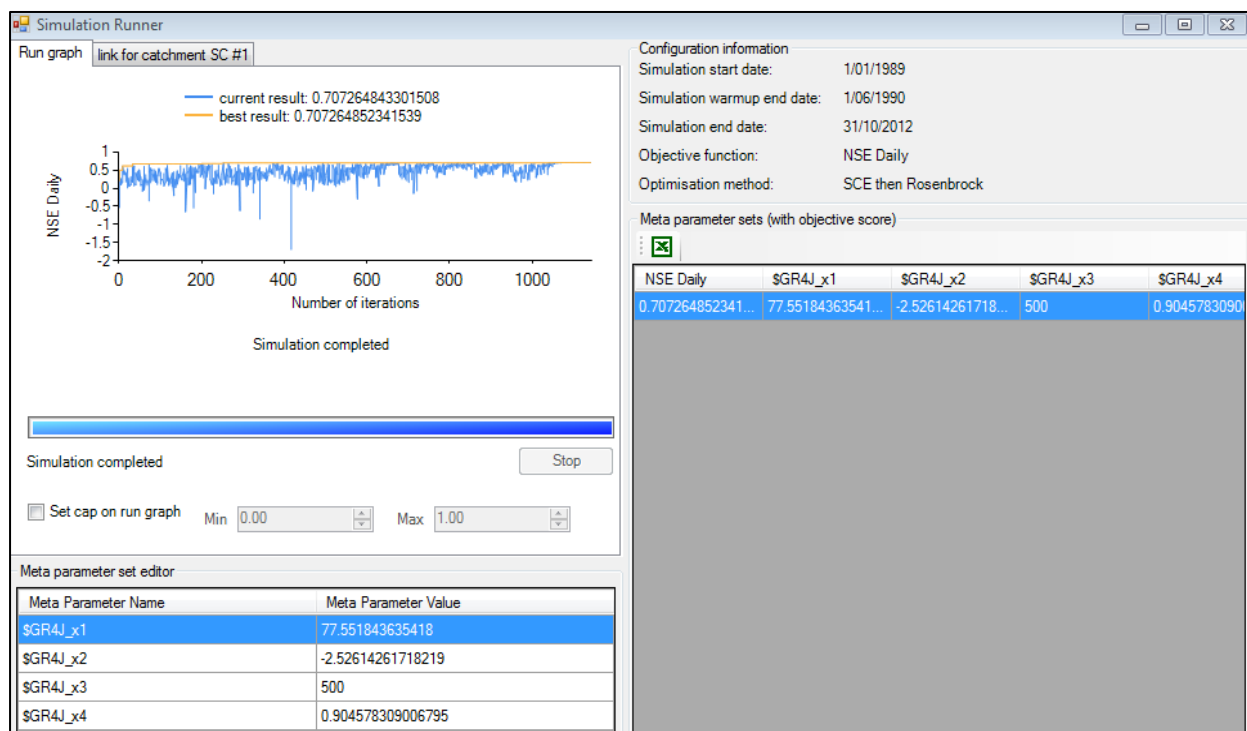 Simulation Runner
Run graph
link for catchment SC #1
current result: 0.707264843301508
best result: 0.707264852341539
NSE Daily
1
0.5
0
-0.5
-1
-1.5
-2
0 200 400 600 800 1000
Number of iterations
Simulation completed
Simulation completed
Stop
Set cap on run graph
Min 0.00
Max 1.00
Meta parameter set editor
Meta Parameter Name Meta Parameter Value
$GR4J_x1 77.551843635418
$GR4J_x2 -2.52614261718219
$GR4J_x3 500
$GR4J_x4 0.904578309006795
Configuration information
Simulation start date: 1/01/1989
Simulation warmup end date: 1/06/1990
Simulation end date: 31/10/2012
Objective function: NSE Daily
Optimisation method: SCE then Rosenbrock
Meta parameter sets (with objective score)
NSE Daily $GR4J_x1 $GR4J_x2 $GR4J_x3 $GR4J_x4
0.707264852341... 77.55184363541... -2.52614261718... 500 0.9045783090